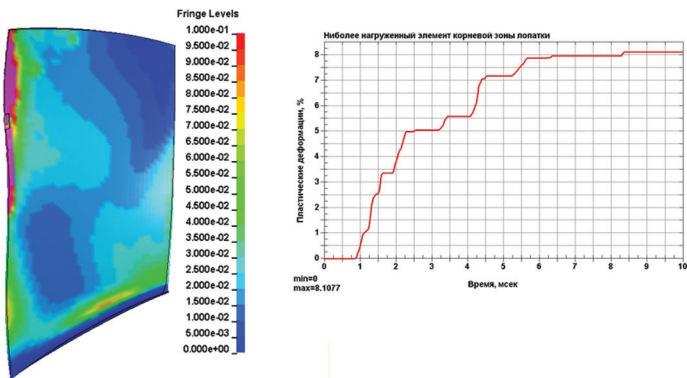 Fringe Levels
1.000e-01
9.500e-02
9.000e-02
8.500e-02
8.000e-02
7.500e-02
7.000e-02
6.500e-02
6.000e-02
5.500e-02
5.000e-02
4.500e-02
4.000e-02
3.500e-02
3.000e-02
2.500e-02
2.000e-02
1.500e-02
1.000e-02
5.000e-03
0.000e+00
Ниболее нагруженный элемент корневой зоны лопатки
Пластические деформации, %
8
7
6
5
4
3
2
1
0
0 1 2 3 4 5 6 7 8 9 10
min=0
max=8.1077
Время, мсек